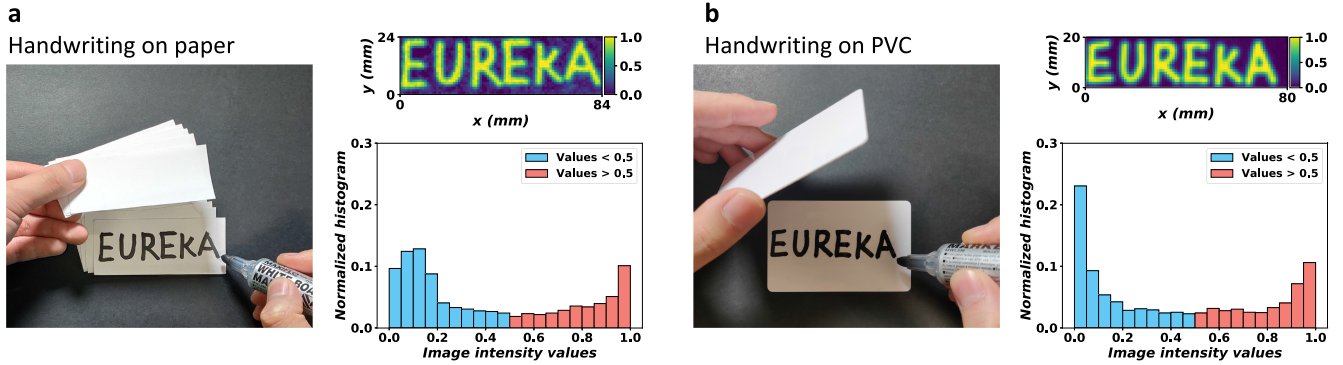 a
Handwriting on paper
EUREKA
WHITE BOA
y (mm)
24
0
EUREKA
1.0
0.5
0.0
0
84
x (mm)
Normalized histogram
0.3
0.2
0.1
0.0
Values < 0,5
Values > 0,5
0.0 0.2 0.4 0.6 0.8 1.0
Image intensity values
b
Handwriting on PVC
EUREKA
y (mm)
20
0
EUREKA
1.0
0.5
0.0
0
80
x (mm)
Normalized histogram
0.3
0.2
0.1
0.0
Values < 0,5
Values > 0,5
0.0 0.2 0.4 0.6 0.8 1.0
Image intensity values